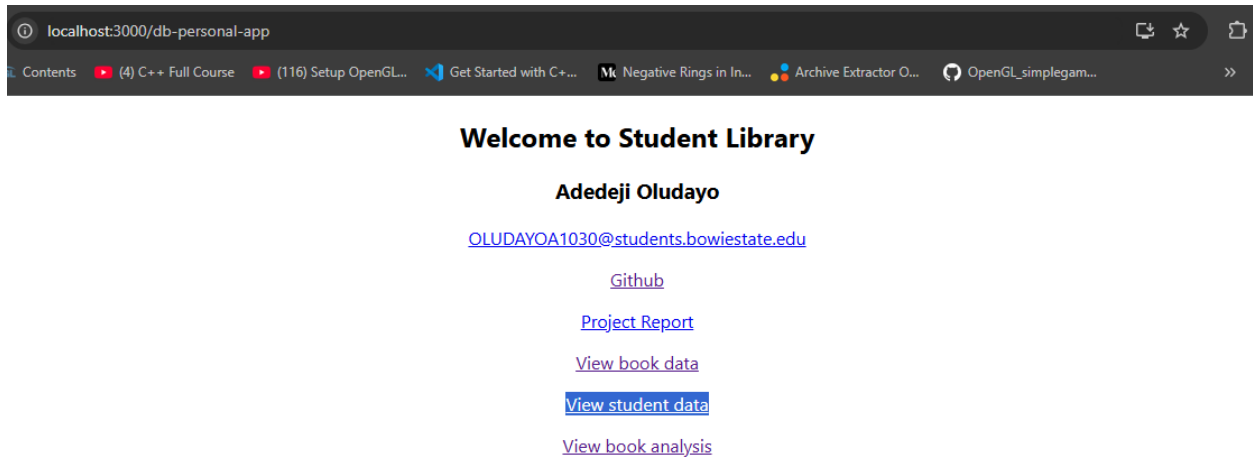 localhost:3000/db-personal-app
Contents (4) C++ Full Course (116) Setup OpenGL... Get Started with C+... Negative Rings in In... Archive Extractor O... OpenGL_simplegam... »
Welcome to Student Library
Adedeji Oludayo
OLUDAYOA1030@students.bowiestate.edu
Github
Project Report
View book data
View student data
View book analysis